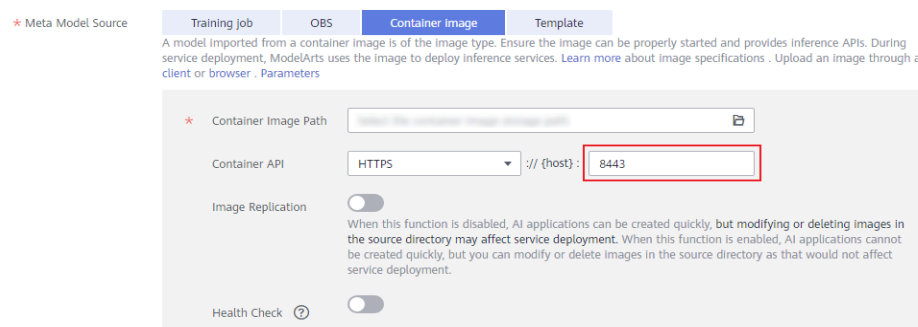 * Meta Model Source Training job OBS Container image Template
A model imported from a container image is of the image type. Ensure the image can be properly started and provides inference APIs. During
service deployment, ModelArts uses the image to deploy inference services. Learn more about image specifications . Upload an image through a
client or browser . Parameters
* Container Image Path
Container API HTTPS :// {host} : 8443
Image Replication
When this function is disabled, AI applications can be created quickly, but modifying or deleting images in
the source directory may affect service deployment. When this function is enabled, AI applications cannot
be created quickly, but you can modify or delete images in the source directory as that would not affect
service deployment.
Health Check ?